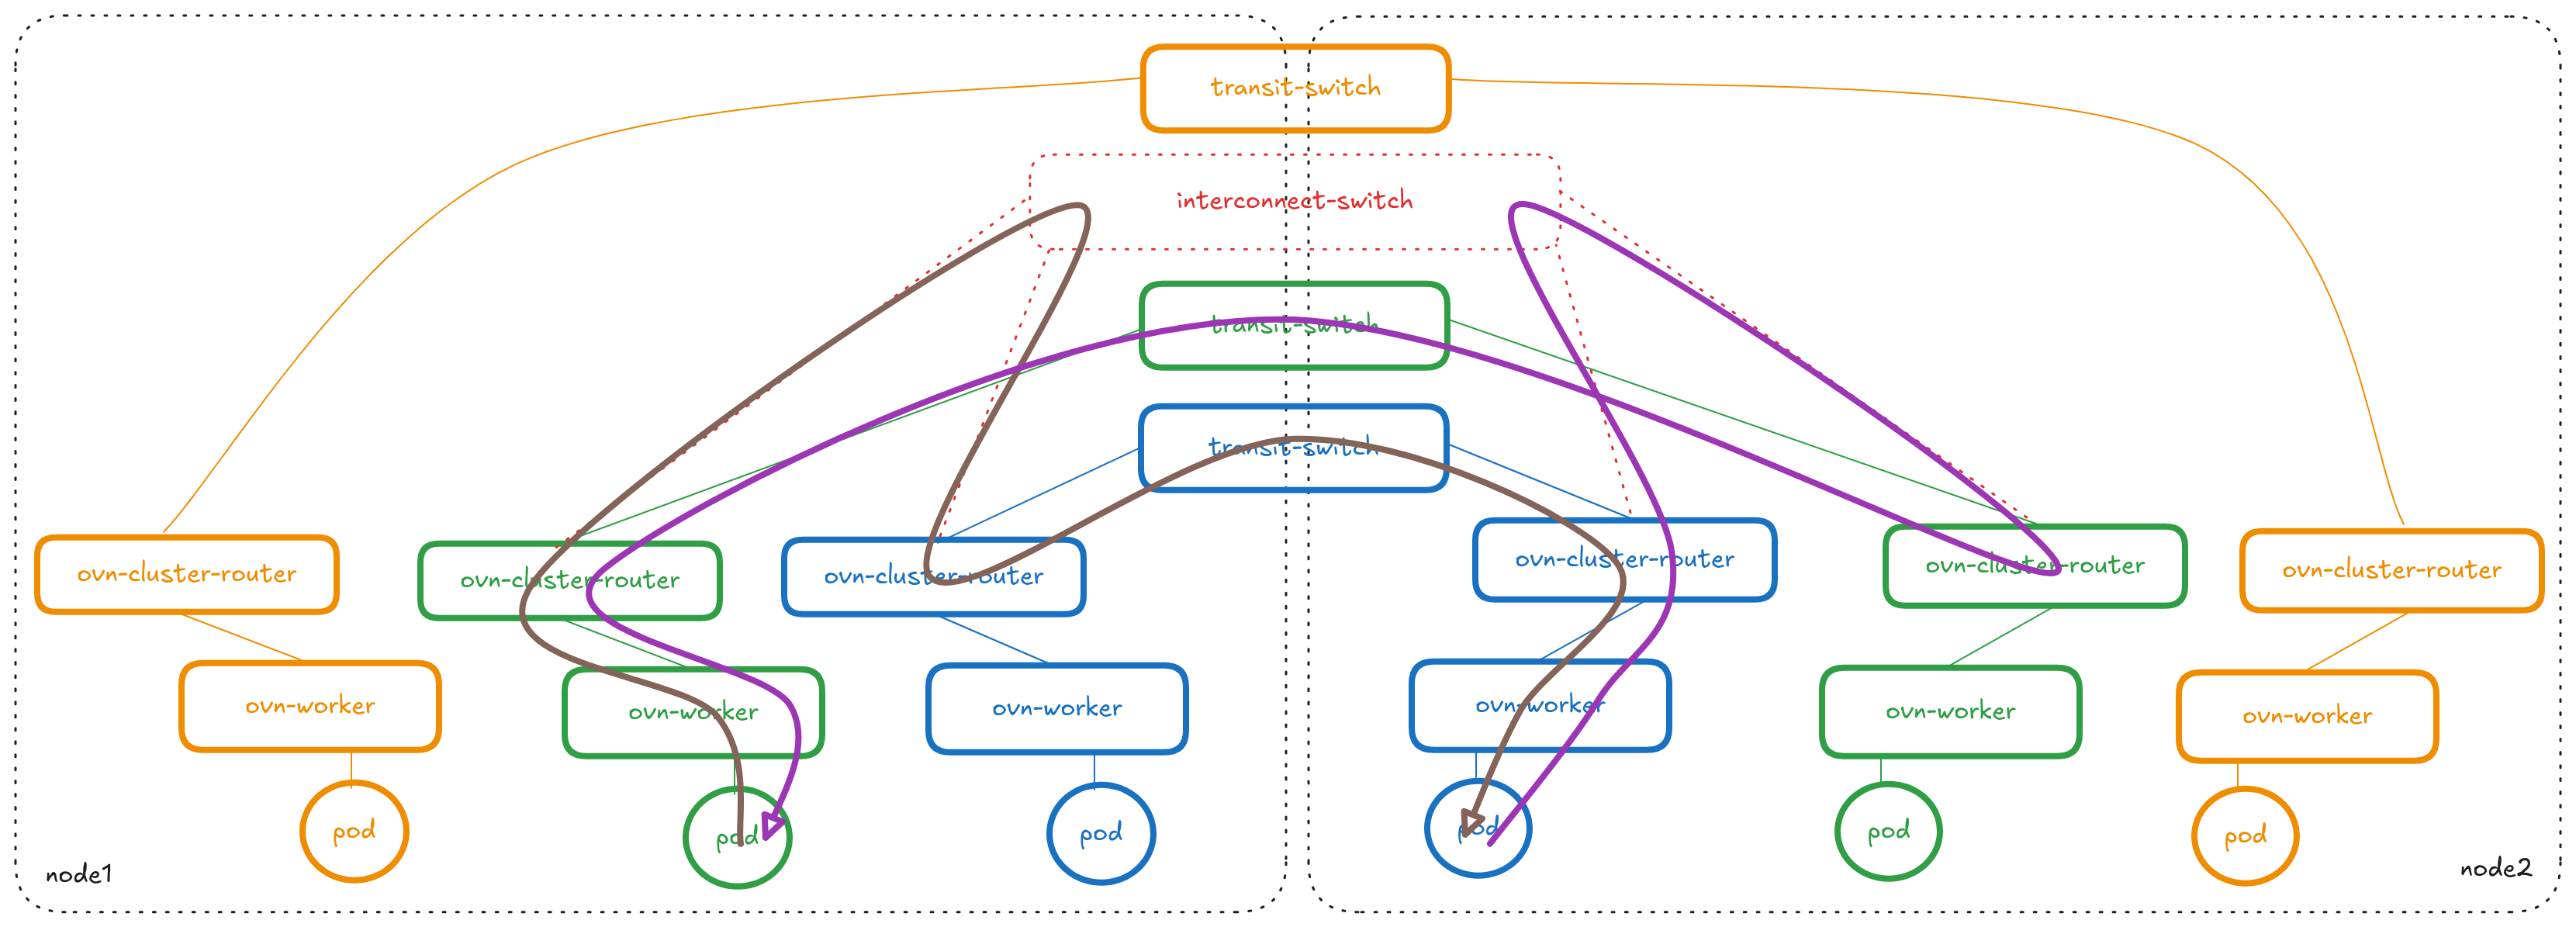 transit-switch
interconnect-switch
transit-switch
transit-switch
ovn-cluster-router
ovn-cluster-router
ovn-cluster-router
ovn-cluster-router
ovn-cluster-router
ovn-cluster-router
ovn-worker
ovn-worker
ovn-worker
ovn-worker
ovn-worker
ovn-worker
pod
pod
pod
pod
pod
pod
node1
node2